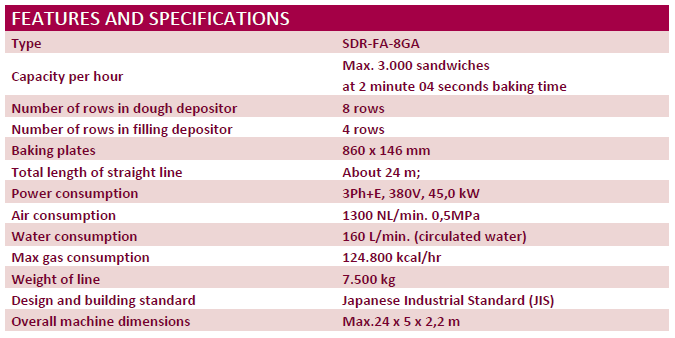 FEATURES AND SPECIFICATIONS
Type SDR-FA-8GA
Capacity per hour Max. 3.000 sandwiches
at 2 minute 04 seconds baking time
Number of rows in dough depositor 8 rows
Number of rows in filling depositor 4 rows
Baking plates 860 x 146 mm
Total length of straight line About 24 m;
Power consumption 3Ph+E, 380V, 45,0 kW
Air consumption 1300 NL/min. 0,5MPa
Water consumption 160 L/min. (circulated water)
Max gas consumption 124.800 kcal/hr
Weight of line 7.500 kg
Design and building standard Japanese Industrial Standard (JIS)
Overall machine dimensions Max.24 x 5 x 2,2 m